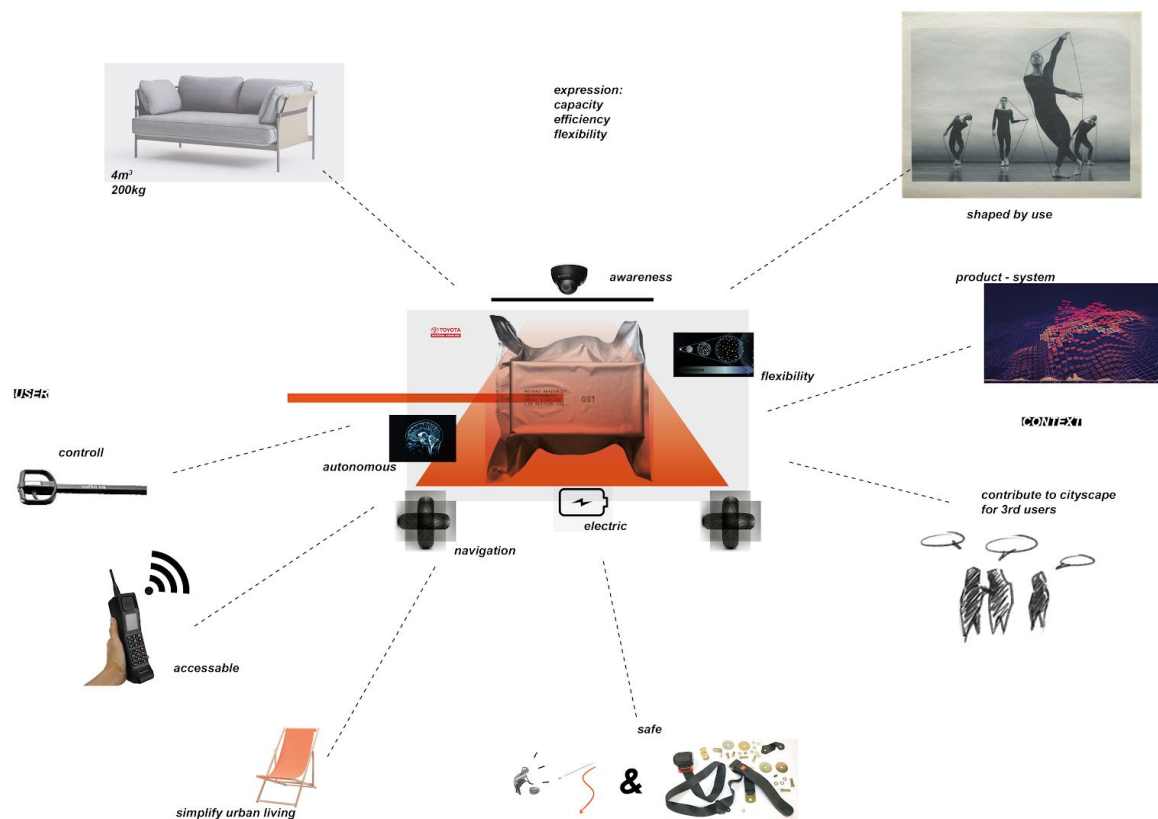 expression:
capacity
efficiency
flexibility
4m³
200kg
shaped by use
awareness
product - system
TOYOTA
flexibility
USER
001
CONTEXT
controll
autonomous
contribute to cityscape
for 3rd users
electric
navigation
accessable
safe
&
simplify urban living